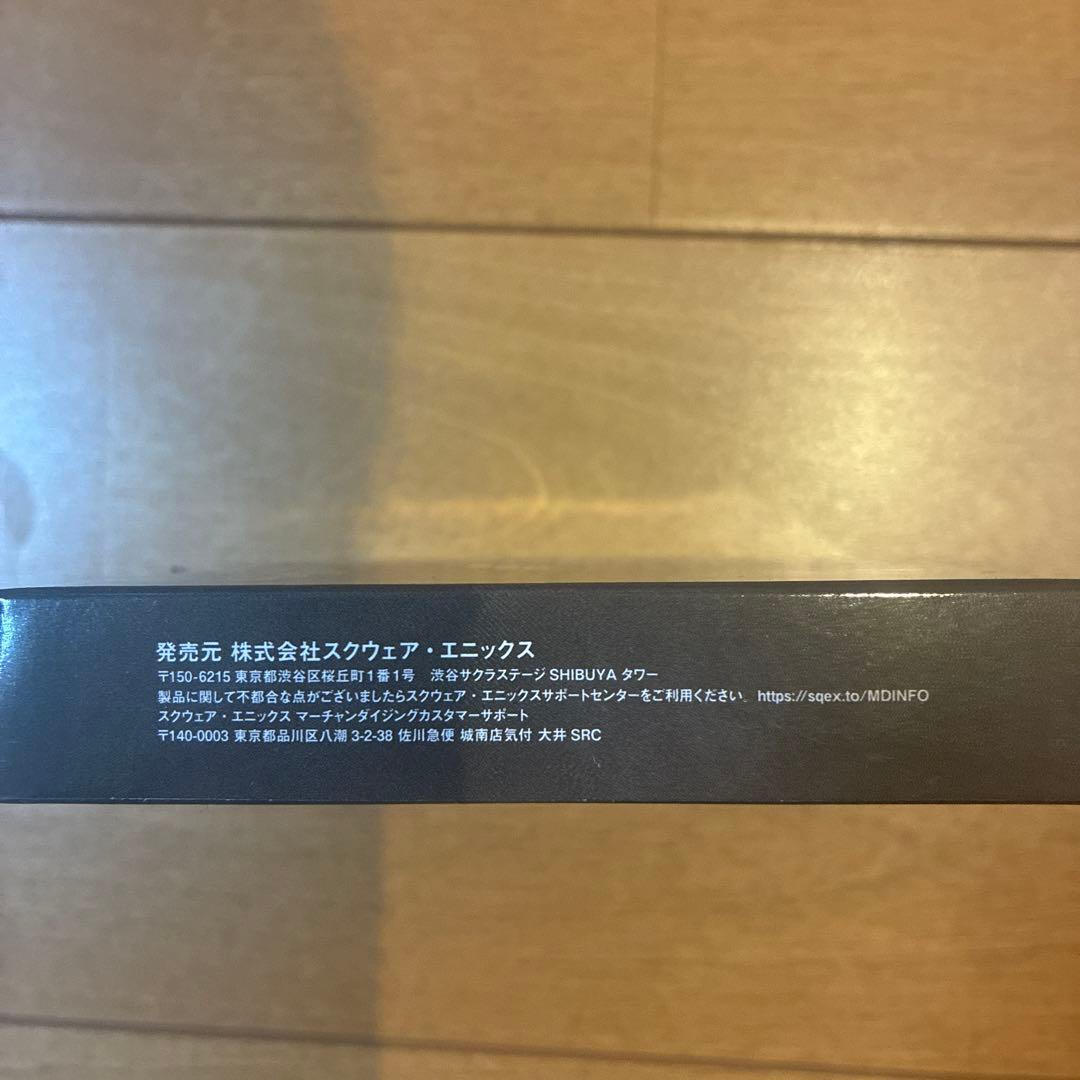 発売元 株式会社スクウェア・エニックス
〒150-6215 東京都渋谷区桜丘町1番1号　渋谷サクラステージ SHIBUYA タワー
製品に関して不都合な点がございましたらスクウェア・エニックスサポートセンターをご利用ください。https://sqex.to/MDINFO
スクウェア・エニックス マーチャンダイジングカスタマーサポート
〒140-0003 東京都品川区八潮 3-2-38 佐川急便 城南店気付 大井 SRC